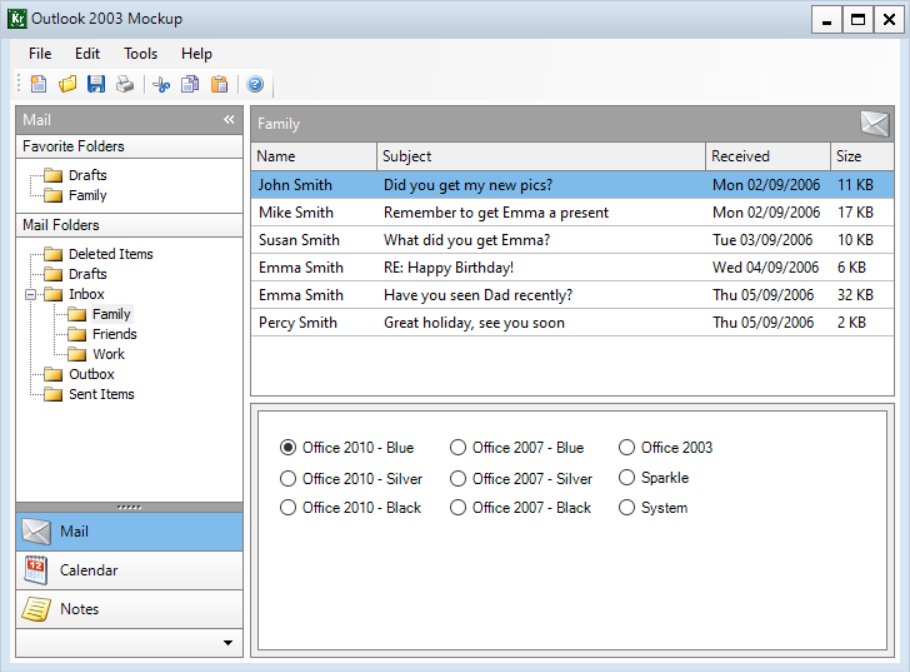 Kr Outlook 2003 Mockup
File Edit Tools Help
Mail «
Favorite Folders
Drafts
Family
Mail Folders
Deleted Items
Drafts
Inbox
Family
Friends
Work
Outbox
Sent Items
Mail
12
Calendar
Notes
Family
Name Subject Received Size
John Smith Did you get my new pics? Mon 02/09/2006 11 KB
Mike Smith Remember to get Emma a present Mon 02/09/2006 17 KB
Susan Smith What did you get Emma? Tue 03/09/2006 10 KB
Emma Smith RE: Happy Birthday! Wed 04/09/2006 6 KB
Emma Smith Have you seen Dad recently? Thu 05/09/2006 32 KB
Percy Smith Great holiday, see you soon Thu 05/09/2006 2 KB
Office 2010 - Blue Office 2007 - Blue Office 2003
Office 2010 - Silver Office 2007 - Silver Sparkle
Office 2010 - Black Office 2007 - Black System